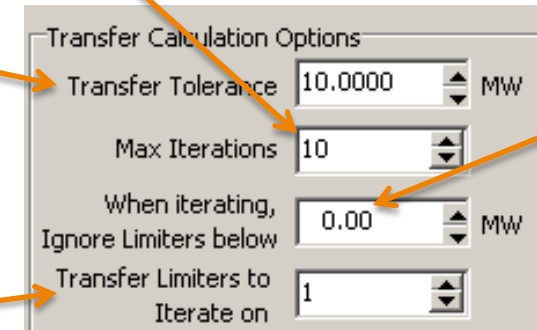 Transfer Calculation Options
Transfer Tolerance 10.0000 MW
Max Iterations 10
When iterating,
Ignore Limiters below 0.00 MW
Transfer Limiters to
Iterate on 1